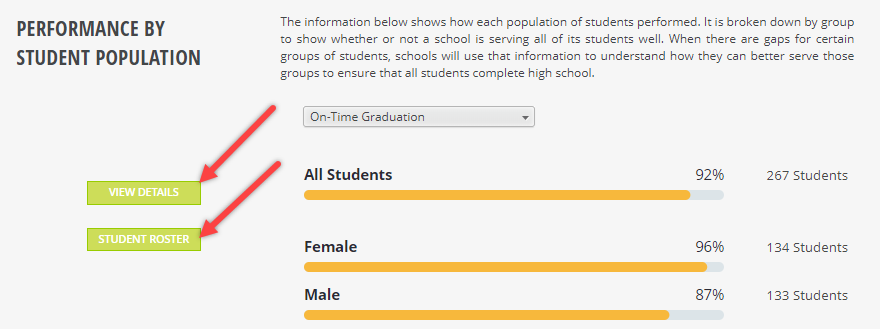 PERFORMANCE BY
STUDENT POPULATION
The information below shows how each population of students performed. It is broken down by group
to show whether or not a school is serving all of its students well. When there are gaps for certain
groups of students, schools will use that information to understand how they can better serve those
groups to ensure that all students complete high school.
On-Time Graduation
VIEW DETAILS
STUDENT ROSTER
All Students 92% 267 Students
Female 96% 134 Students
Male 87% 133 Students